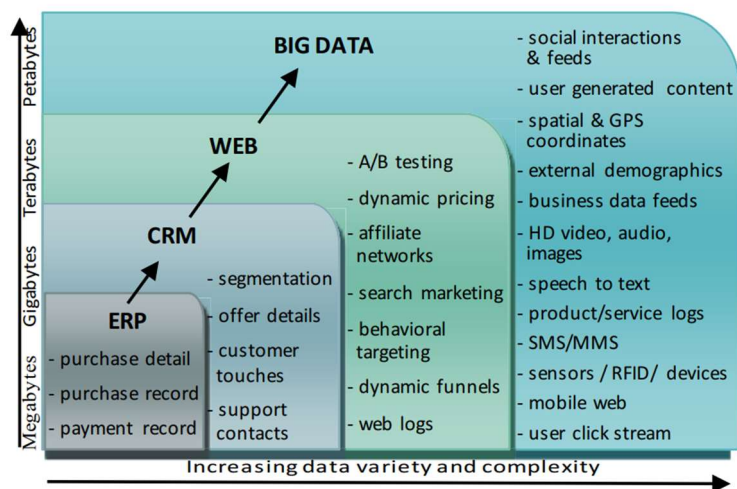 Petabytes
Terabytes
Gigabytes
Megabytes
BIG DATA
WEB
CRM
ERP
- purchase detail
- purchase record
- payment record
- segmentation
- offer details
- customer
touches
- support
contacts
- A/B testing
- dynamic pricing
- affiliate
networks
- search marketing
- behavioral
targeting
- dynamic funnels
- web logs
- social interactions
& feeds
- user generated content
- spatial & GPS
coordinates
- external demographics
- business data feeds
- HD video, audio,
images
- speech to text
- product/service logs
- SMS/MMS
- sensors / RFID/ devices
- mobile web
- user click stream
Increasing data variety and complexity